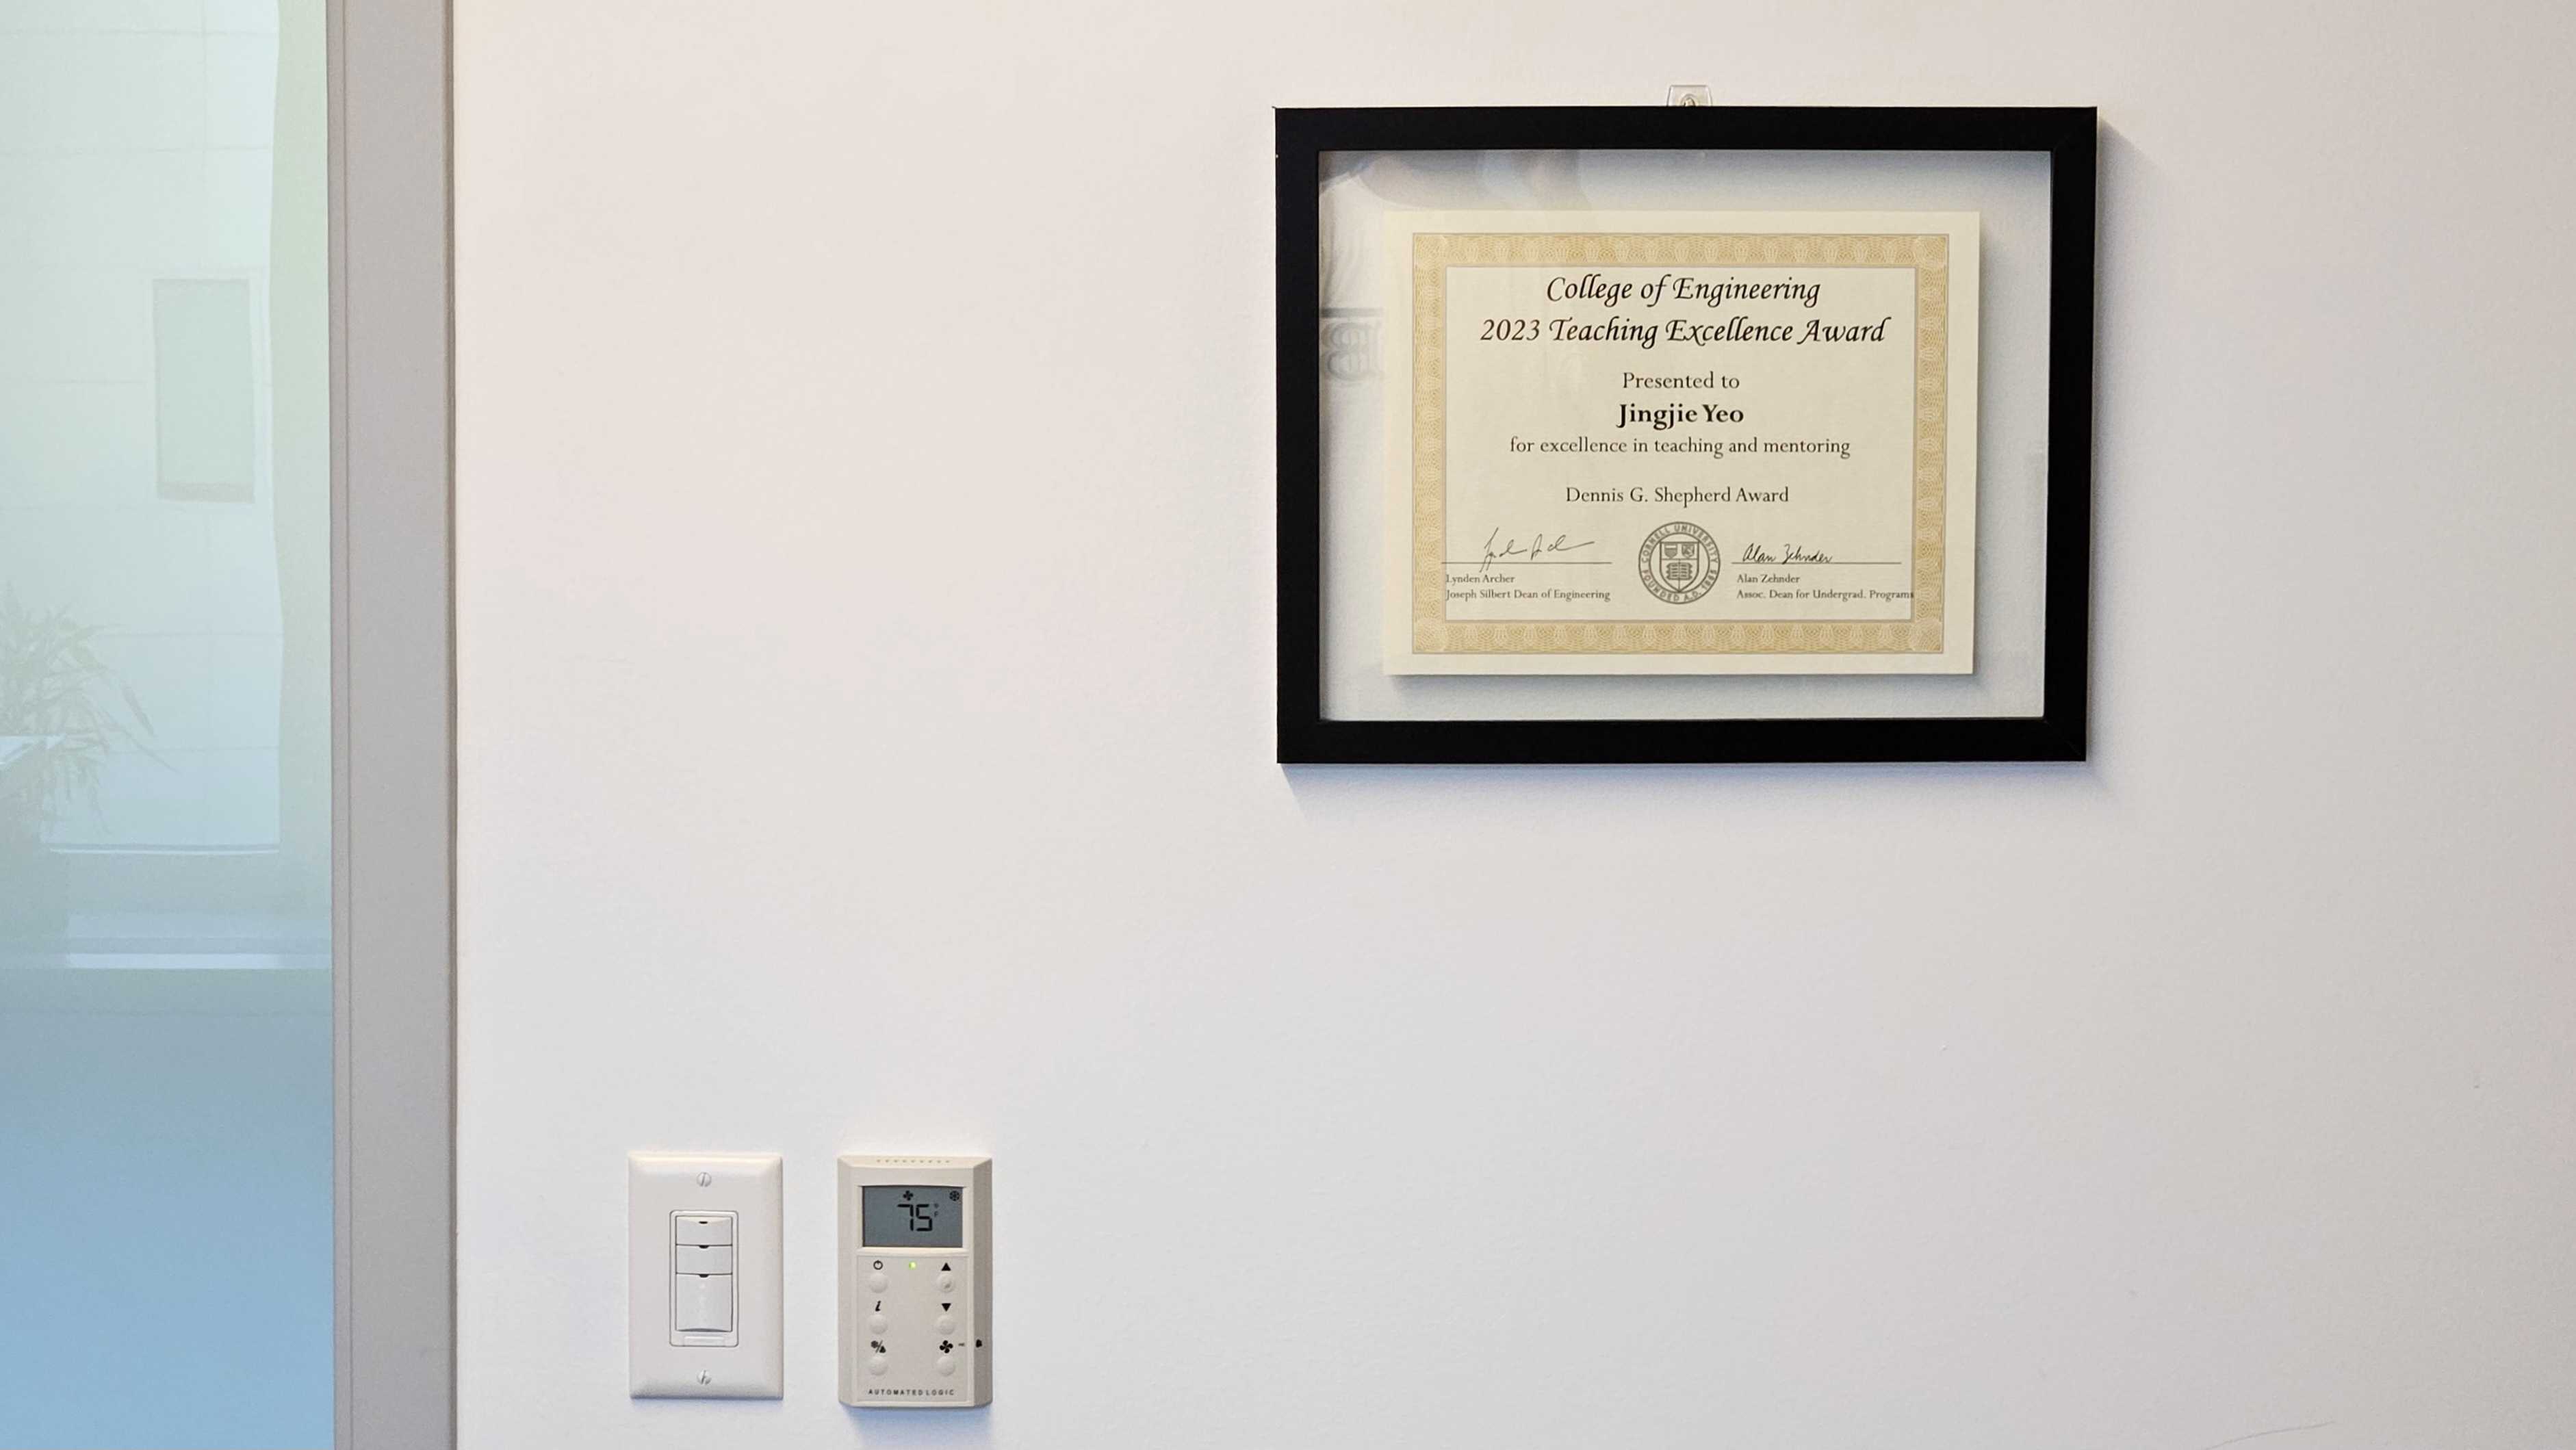 College of Engineering
2023 Teaching Excellence Award
Presented to
Jingjie Yeo
for excellence in teaching and mentoring
Dennis G. Shepherd Award
Alan Zehnder
CORNELL UNIVERSITY
FOUNDED A.D. 1865
Lynden Archer
Joseph Silbert Dean of Engineering
Alan Zehnder
Assoc. Dean for Undergrad. Programs
75°F
i
AUTOMATED LOGIC